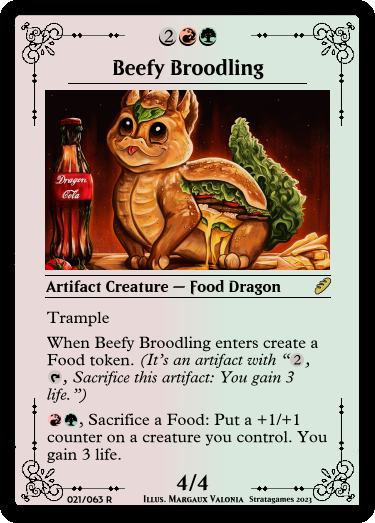 2
Beefy Broodling
Dragon
Cola
Artifact Creature — Food Dragon
Trample
When Beefy Broodling enters create a
Food token. (It's an artifact with “2,
, Sacrifice this artifact: You gain 3
life.”)
, Sacrifice a Food: Put a +1/+1
counter on a creature you control. You
gain 3 life.
4/4
021/063 R Illus. Margaux Valonia Stratagames 2023